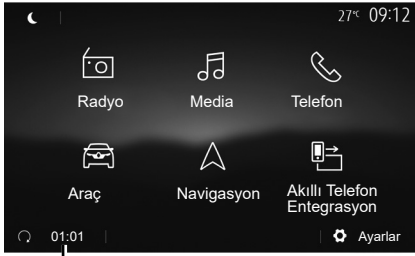 27°C 09:12
Radyo Media Telefon
Araç Navigasyon Akıllı Telefon
Entegrasyon
01:01 Ayarlar